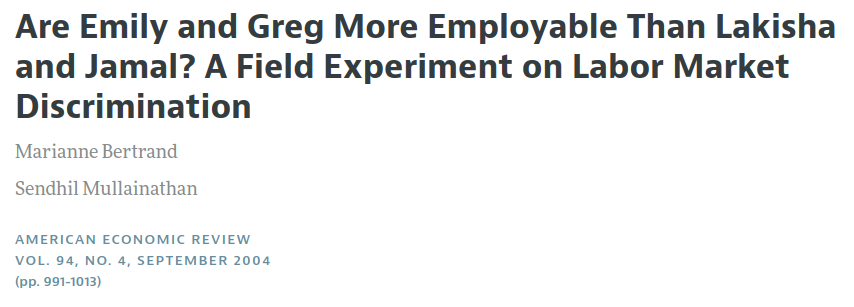 Are Emily and Greg More Employable Than Lakisha
and Jamal? A Field Experiment on Labor Market
Discrimination
Marianne Bertrand
Sendhil Mullainathan
AMERICAN ECONOMIC REVIEW
VOL. 94, NO. 4, SEPTEMBER 2004
(pp. 991-1013)